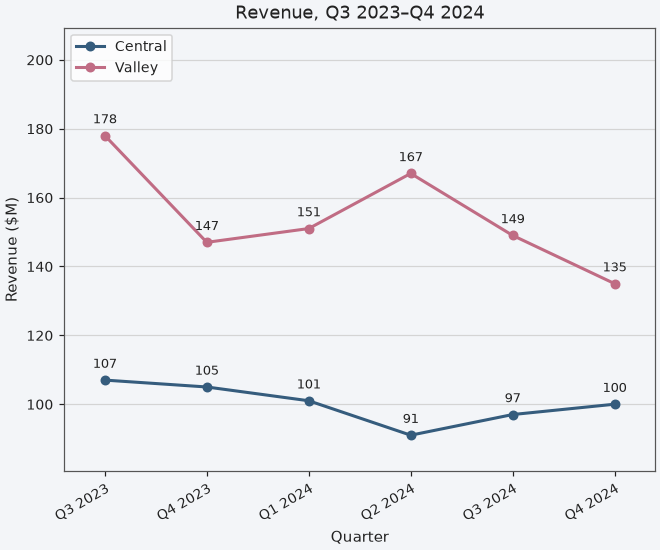 Revenue, Q3 2023–Q4 2024
Central
Valley
Revenue ($M)
200
180
160
140
120
100
178
147
151
167
149
135
107
105
101
91
97
100
Q3 2023
Q4 2023
Q1 2024
Q2 2024
Q3 2024
Q4 2024
Quarter